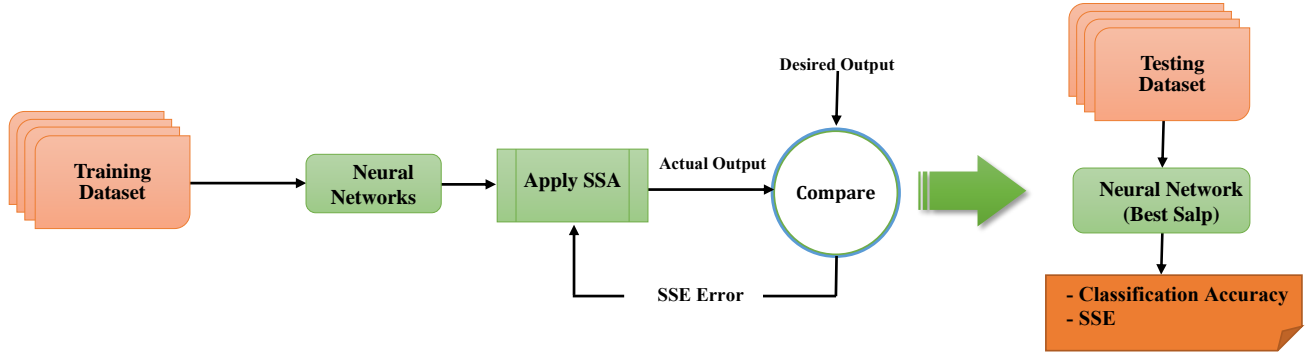 Training
Dataset
Neural
Networks
Apply SSA
Actual Output
Desired Output
Compare
SSE Error
Testing
Dataset
Neural Network
(Best Salp)
- Classification Accuracy
- SSE